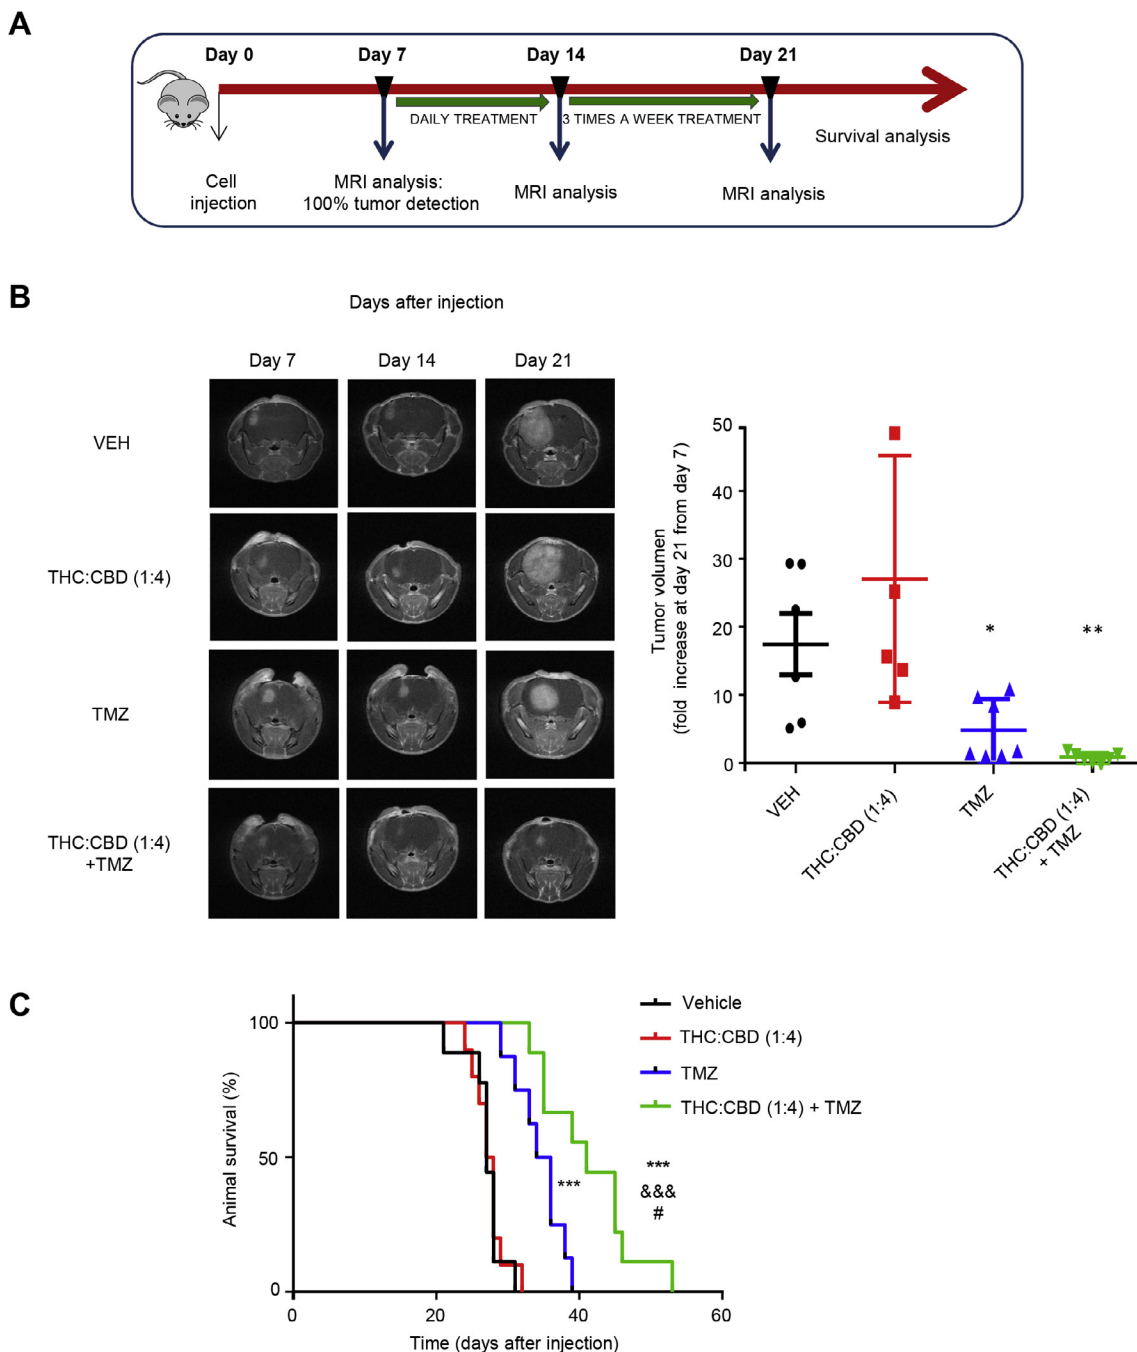 A
Day 0
Day 7
Day 14
Day 21
DAILY TREATMENT
3 TIMES A WEEK TREATMENT
Survival analysis
Cell
injection
MRI analysis:
100% tumor detection
MRI analysis
MRI analysis
B
Days after injection
Day 7
Day 14
Day 21
VEH
THC:CBD (1:4)
TMZ
THC:CBD (1:4)
+TMZ
Tumor volumen
(fold increase at day 21 from day 7)
50
40
30
20
10
0
*
**
VEH
THC:CBD (1:4)
TMZ
THC:CBD (1:4)
+ TMZ
C
Animal survival (%)
100
50
0
0
20
40
60
Time (days after injection)
Vehicle
THC:CBD (1:4)
TMZ
THC:CBD (1:4) + TMZ
***
***
&&&
#